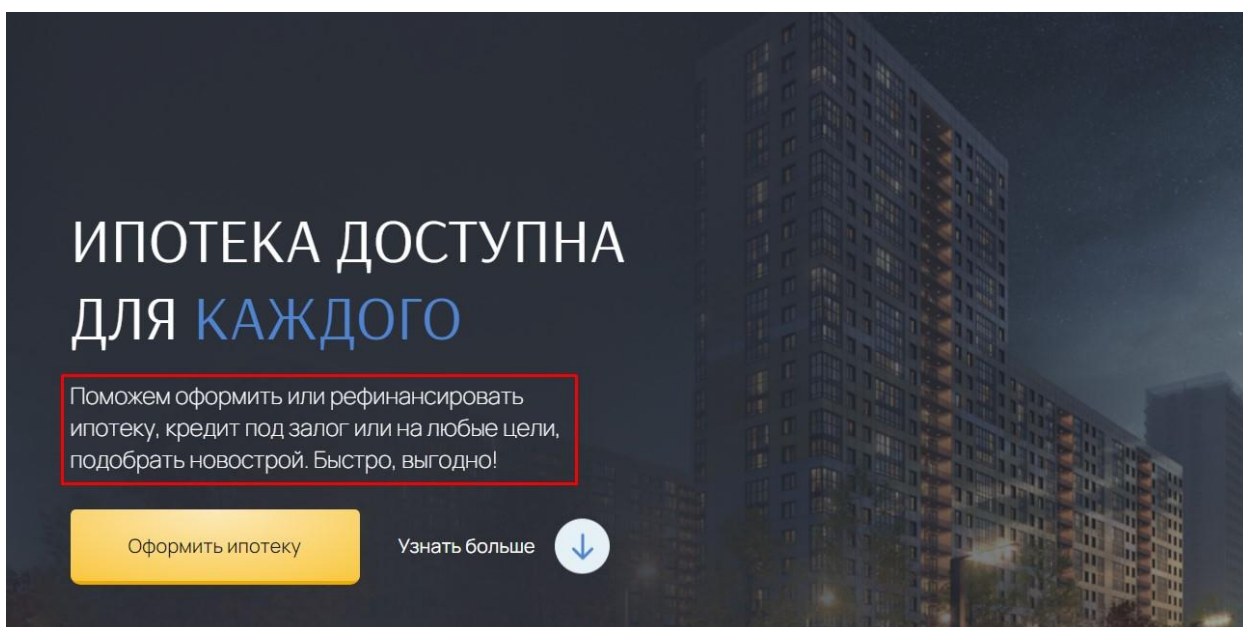 ИПОТЕКА ДОСТУПНА
ДЛЯ КАЖДОГО
Поможем оформить или рефинансировать
ипотеку, кредит под залог или на любые цели,
подобрать новострой. Быстро, выгодно!
Оформить ипотеку
Узнать больше